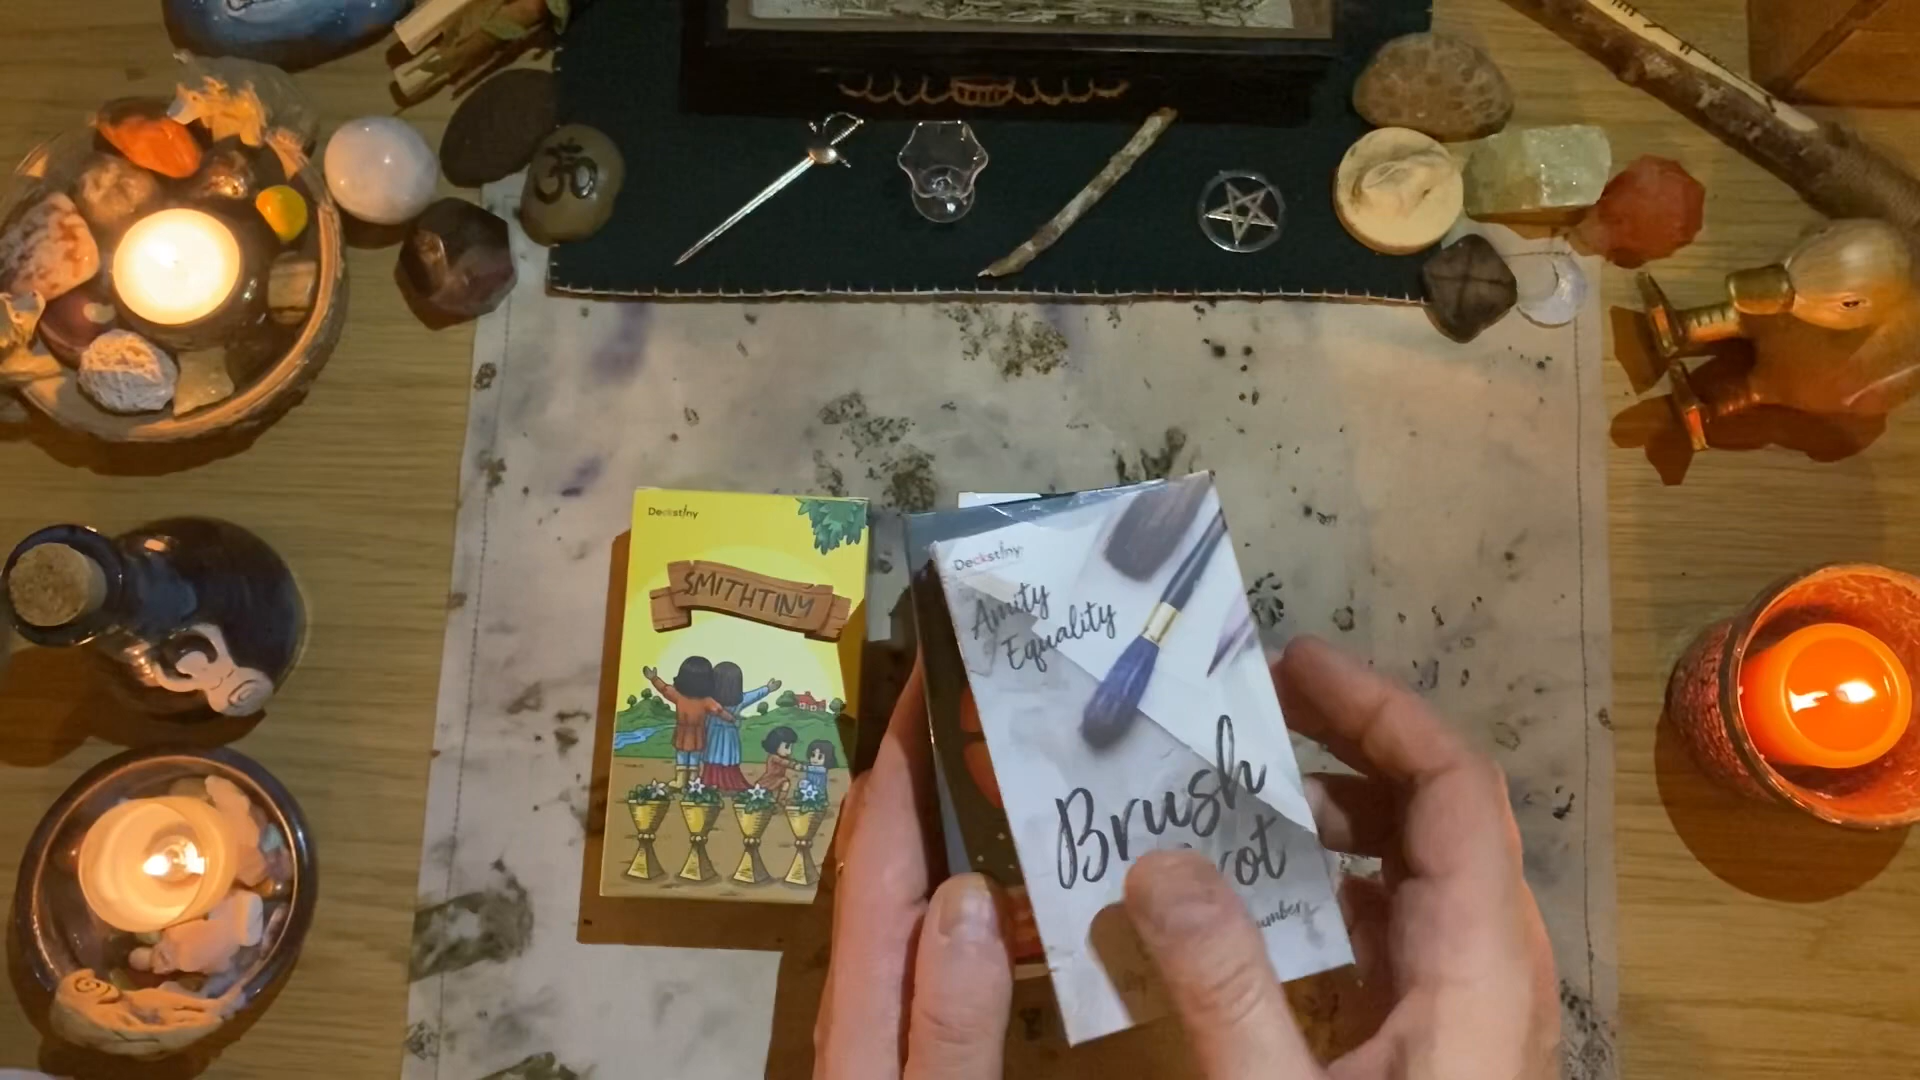 Deckstiny
SMITHTINY
Deckstiny
Amity
Equality
Brush
ॐ